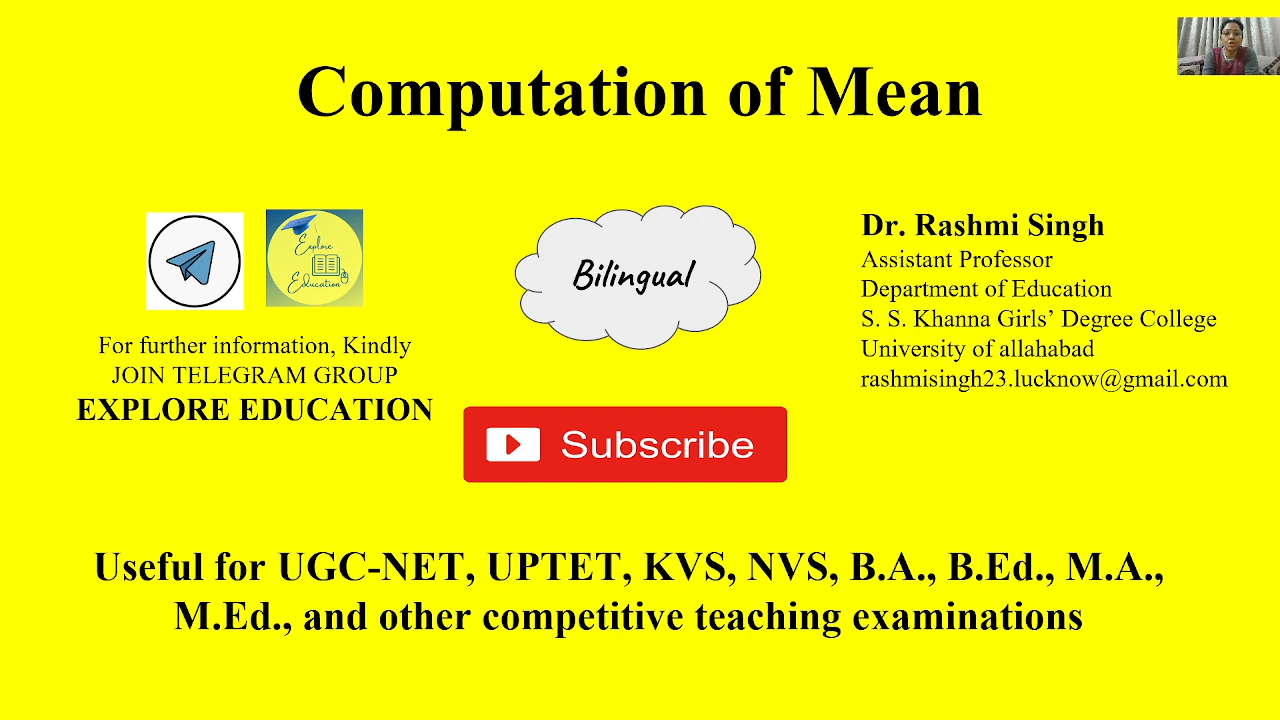 Computation of Mean
Explore
Education
For further information, Kindly
JOIN TELEGRAM GROUP
EXPLORE EDUCATION
Bilingual
Subscribe
Dr. Rashmi Singh
Assistant Professor
Department of Education
S. S. Khanna Girls’ Degree College
University of allahabad
rashmisingh23.lucknow@gmail.com
Useful for UGC-NET, UPTET, KVS, NVS, B.A., B.Ed., M.A.,
M.Ed., and other competitive teaching examinations